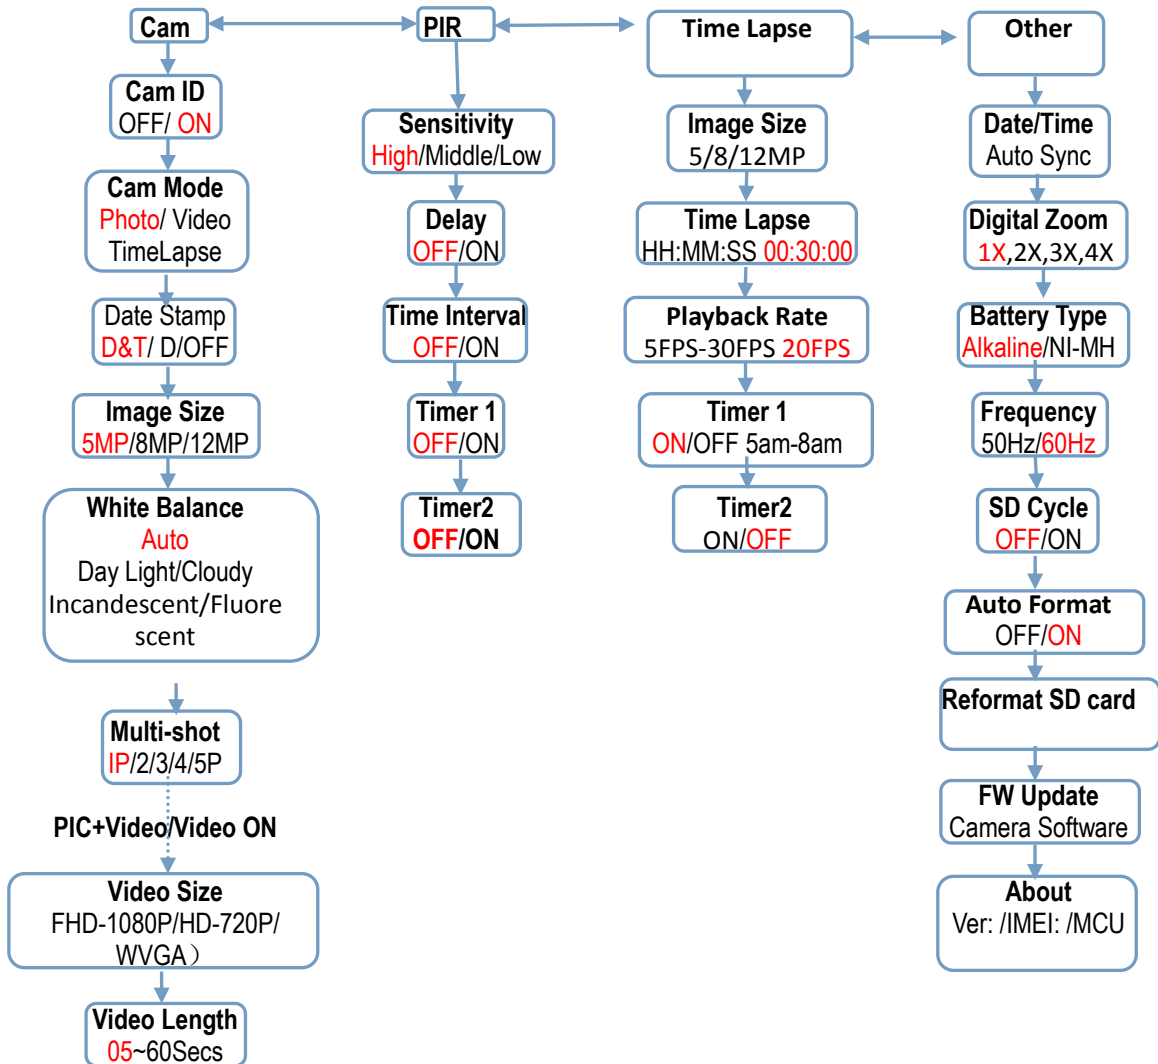 Cam
Cam ID
OFF/ ON
Cam Mode
Photo/ Video
TimeLapse
Date Stamp
D&T/ D/OFF
Image Size
5MP/8MP/12MP
White Balance
Auto
Day Light/Cloudy
Incandescent/Fluore
scent
Multi-shot
IP/2/3/4/5P
PIC+Video/Video ON
Video Size
FHD-1080P/HD-720P/
WVGA）
Video Length
05~60Secs
PIR
Sensitivity
High/Middle/Low
Delay
OFF/ON
Time Interval
OFF/ON
Timer 1
OFF/ON
Timer2
OFF/ON
Time Lapse
Image Size
5/8/12MP
Time Lapse
HH:MM:SS 00:30:00
Playback Rate
5FPS-30FPS 20FPS
Timer 1
ON/OFF 5am-8am
Timer2
ON/OFF
Other
Date/Time
Auto Sync
Digital Zoom
1X,2X,3X,4X
Battery Type
Alkaline/NI-MH
Frequency
50Hz/60Hz
SD Cycle
OFF/ON
Auto Format
OFF/ON
Reformat SD card
FW Update
Camera Software
About
Ver: /IMEI: /MCU